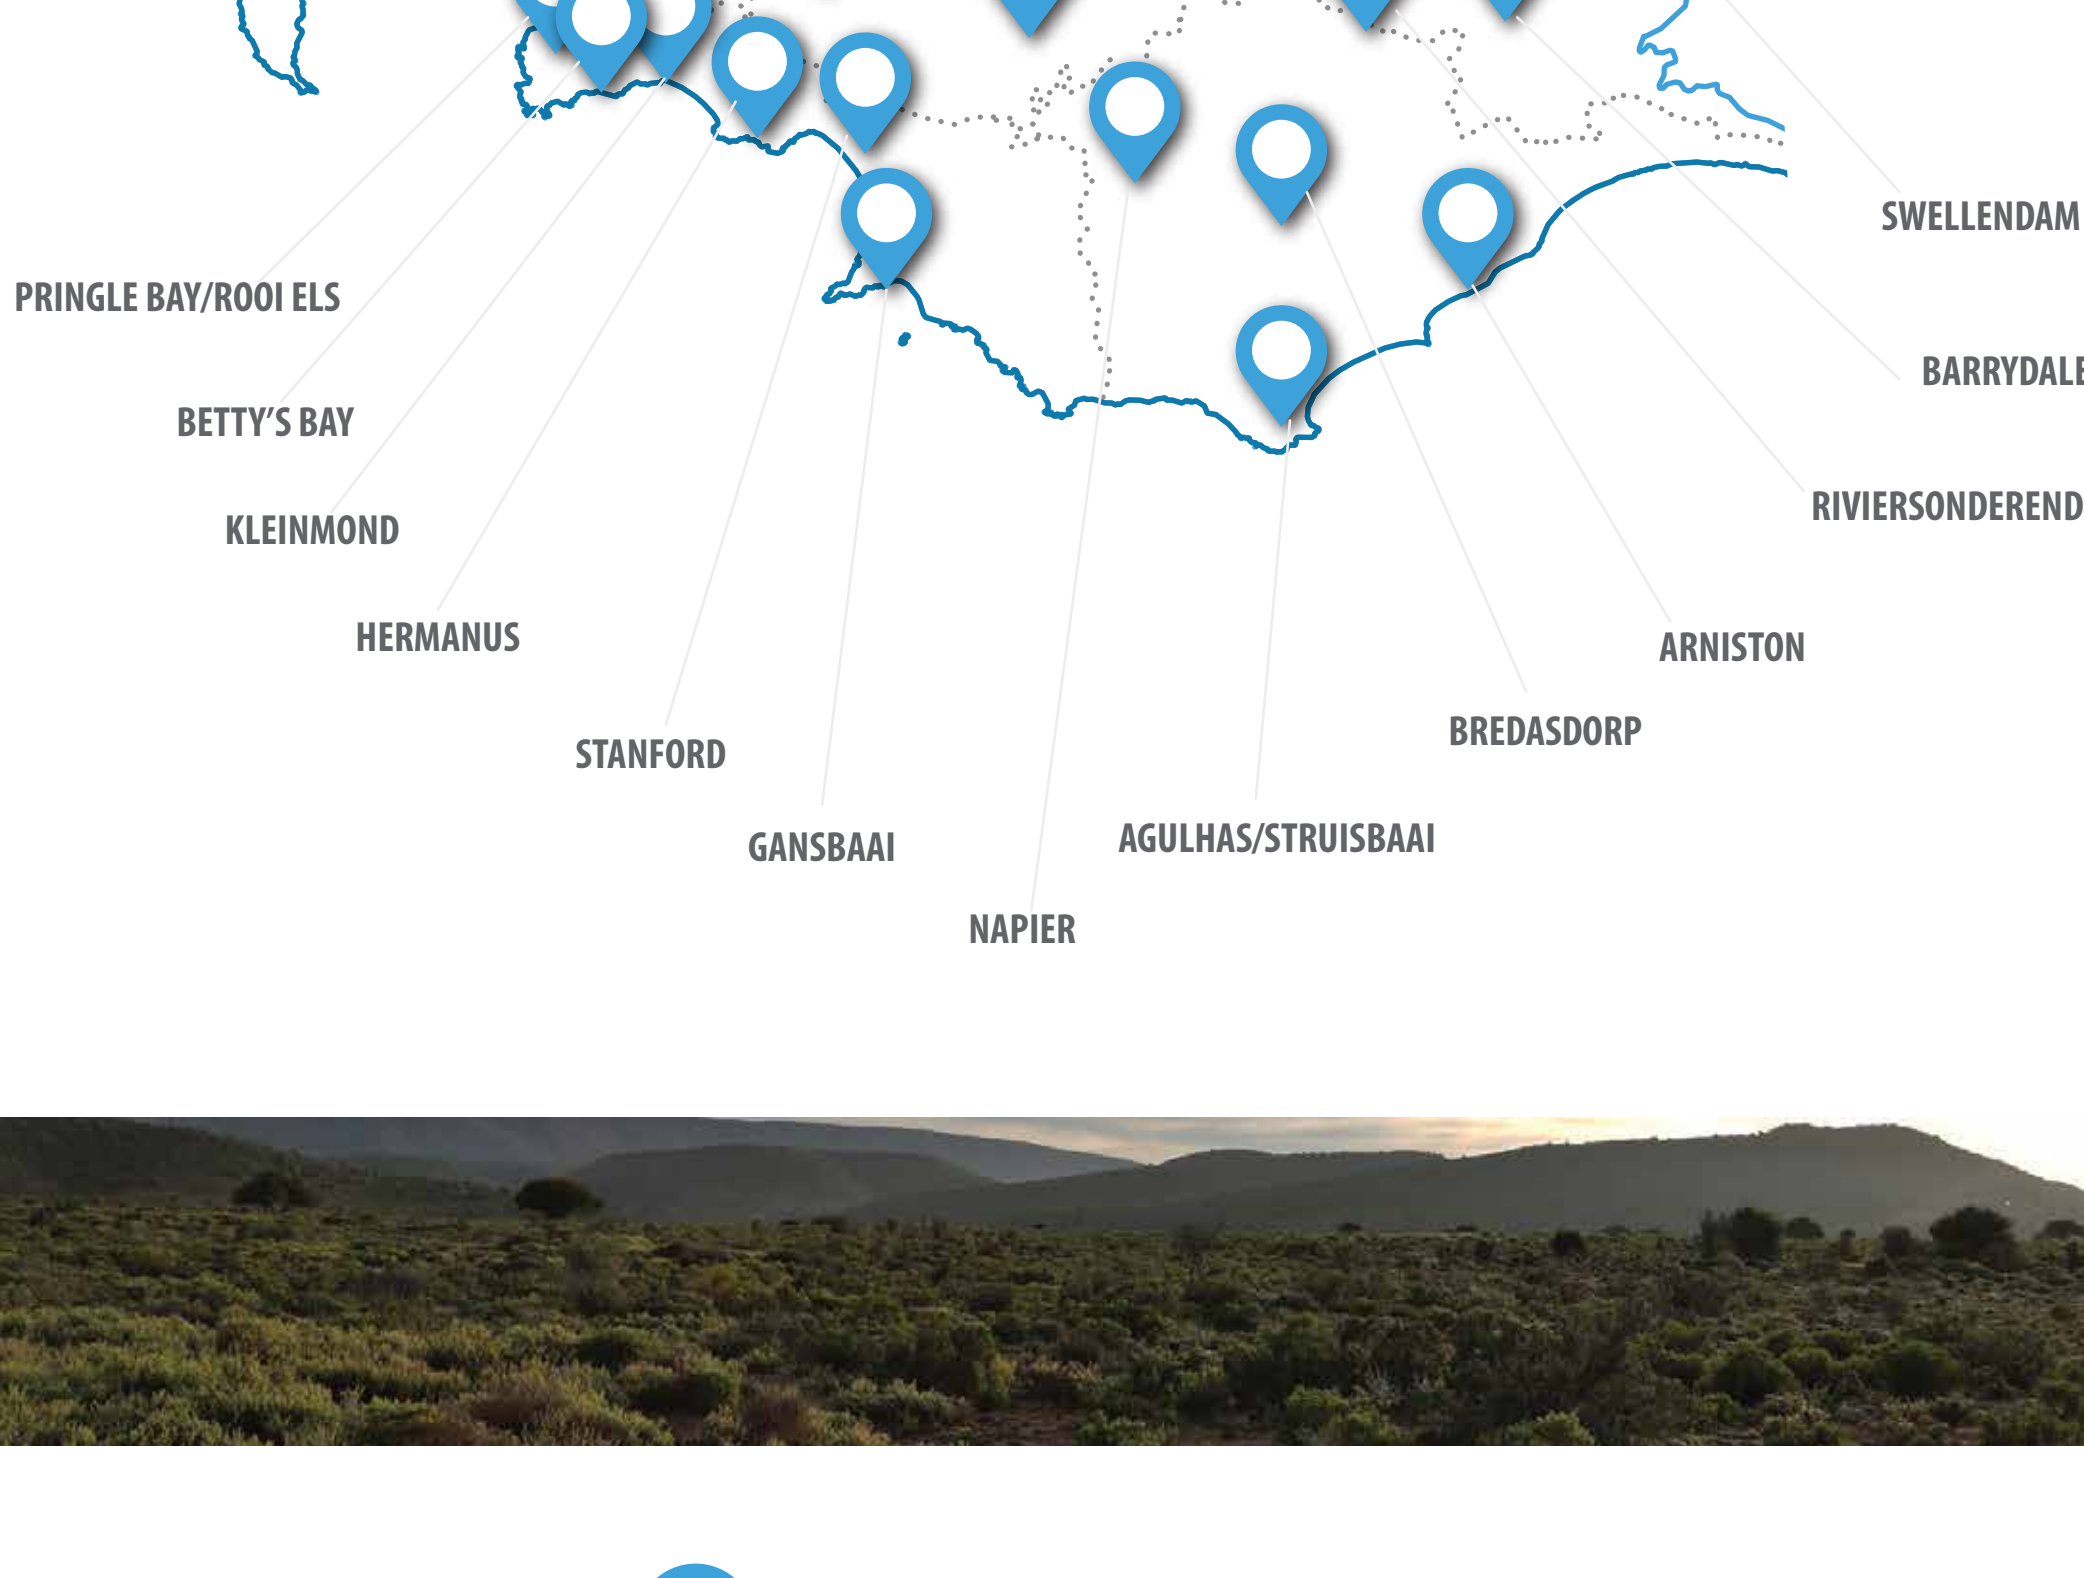 SWELLENDAM
PRINGLE BAY/ROOI ELS
BARRYDALE
BETTY'S BAY
RIVIERSONDEREND
KLEINMOND
HERMANUS
ARNISTON
BREDASDORP
STANFORD
AGULHAS/STRUISBAAI
GANSBAAI
NAPIER